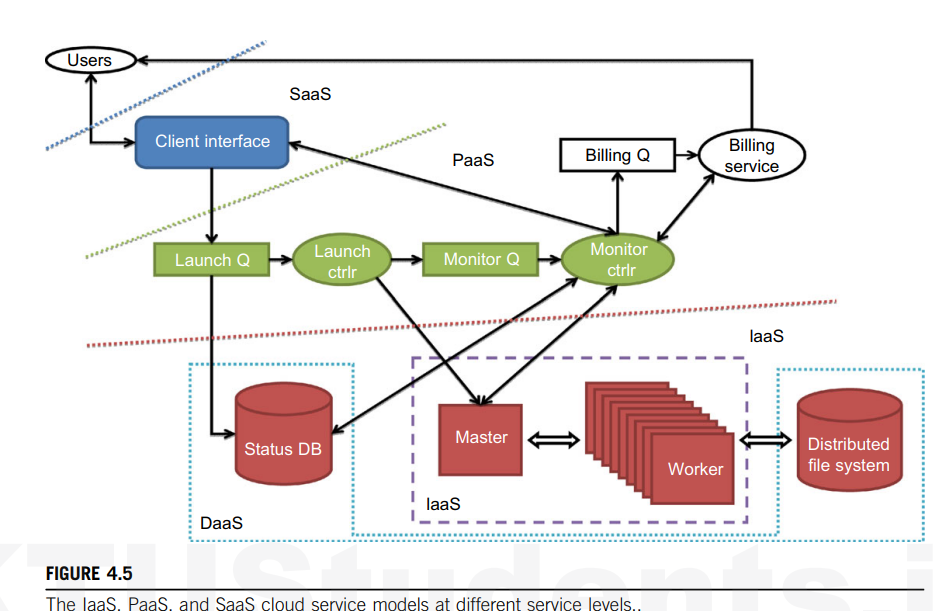 Users
SaaS
Client interface
PaaS
Billing Q
Billing
service
Launch Q
Launch
ctrlr
Monitor Q
Monitor
ctrlr
IaaS
Status DB
Master
Worker
Distributed
file system
IaaS
DaaS
KTUStudents.i
FIGURE 4.5
The IaaS, PaaS, and SaaS cloud service models at different service levels..